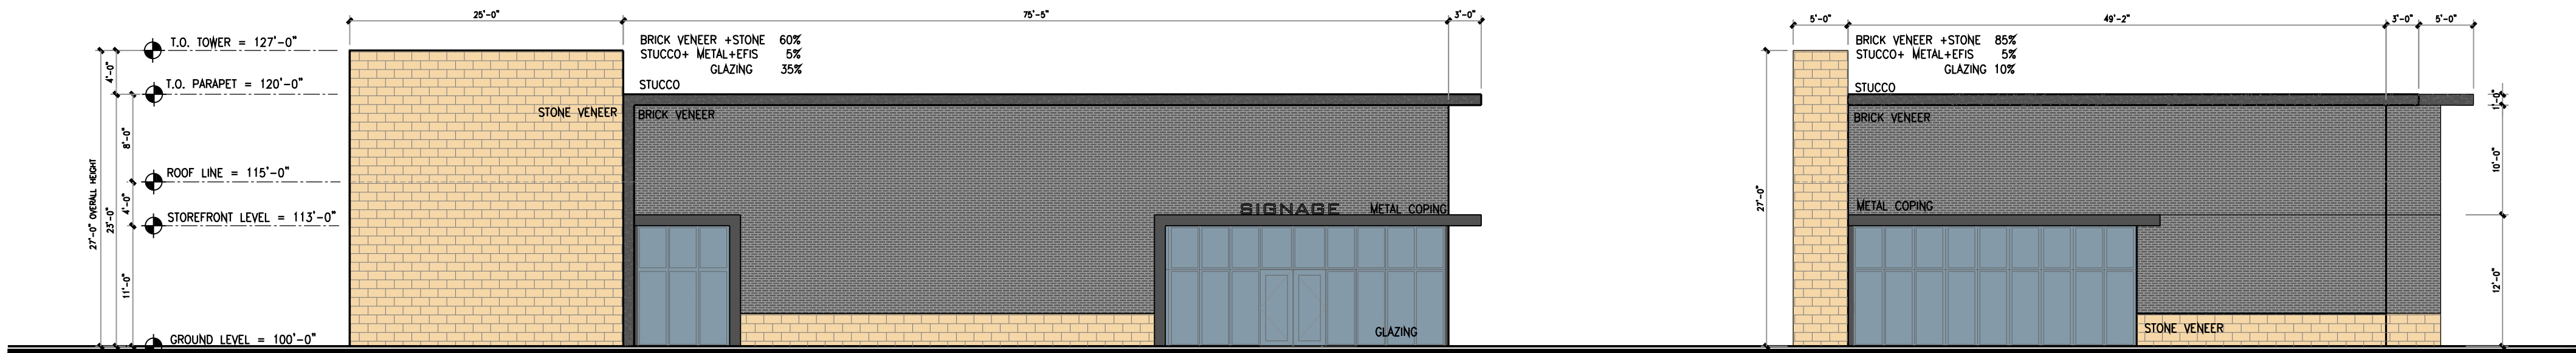 25'-0"
75'-5"
3'-0"
5'-0"
49'-2"
3'-0"
5'-0"
T.O. TOWER = 127'-0"
BRICK VENEER +STONE 60%
STUCCO+ METAL+EFIS 5%
GLAZING 35%
BRICK VENEER +STONE 85%
STUCCO+ METAL+EFIS 5%
GLAZING 10%
4'-0"
T.O. PARAPET = 120'-0"
STUCCO
STUCCO
1'-0"
STONE VENEER
BRICK VENEER
BRICK VENEER
8'-0"
10'-0"
ROOF LINE = 115'-0"
27'-0" OVERALL HEIGHT
23'-0"
4'-0"
27'-0"
STOREFRONT LEVEL = 113'-0"
SIGNAGE
METAL COPING
METAL COPING
11'-0"
12'-0"
GLAZING
STONE VENEER
GROUND LEVEL = 100'-0"